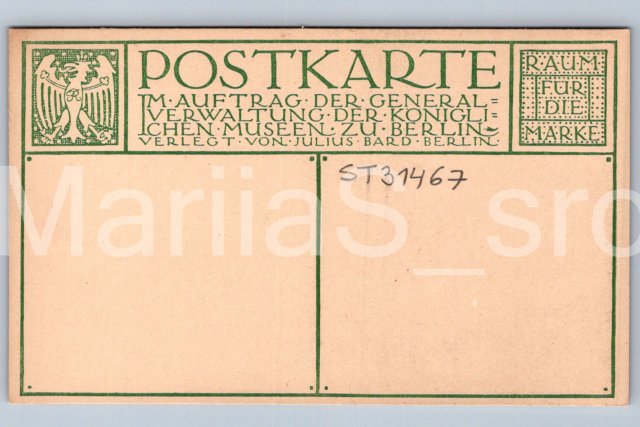 POSTKARTE
IM·AUFTRAG·DER·GENERAL=
VERWALTUNG·DER·KÖNIGLI=
CHEN·MUSEEN·ZU·BERLIN
VERLEGT·VON·JULIUS·BARD·BERLIN
RAUM
FÜR
DIE
MARKE
ST31467
MariiaS_src